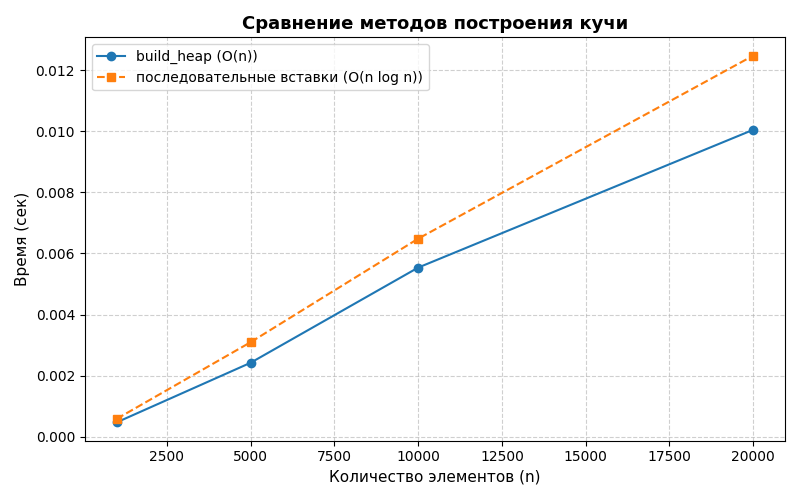 Сравнение методов построения кучи
build_heap (O(n))
последовательные вставки (O(n log n))
Время (сек)
0.012
0.010
0.008
0.006
0.004
0.002
0.000
2500 5000 7500 10000 12500 15000 17500 20000
Количество элементов (n)